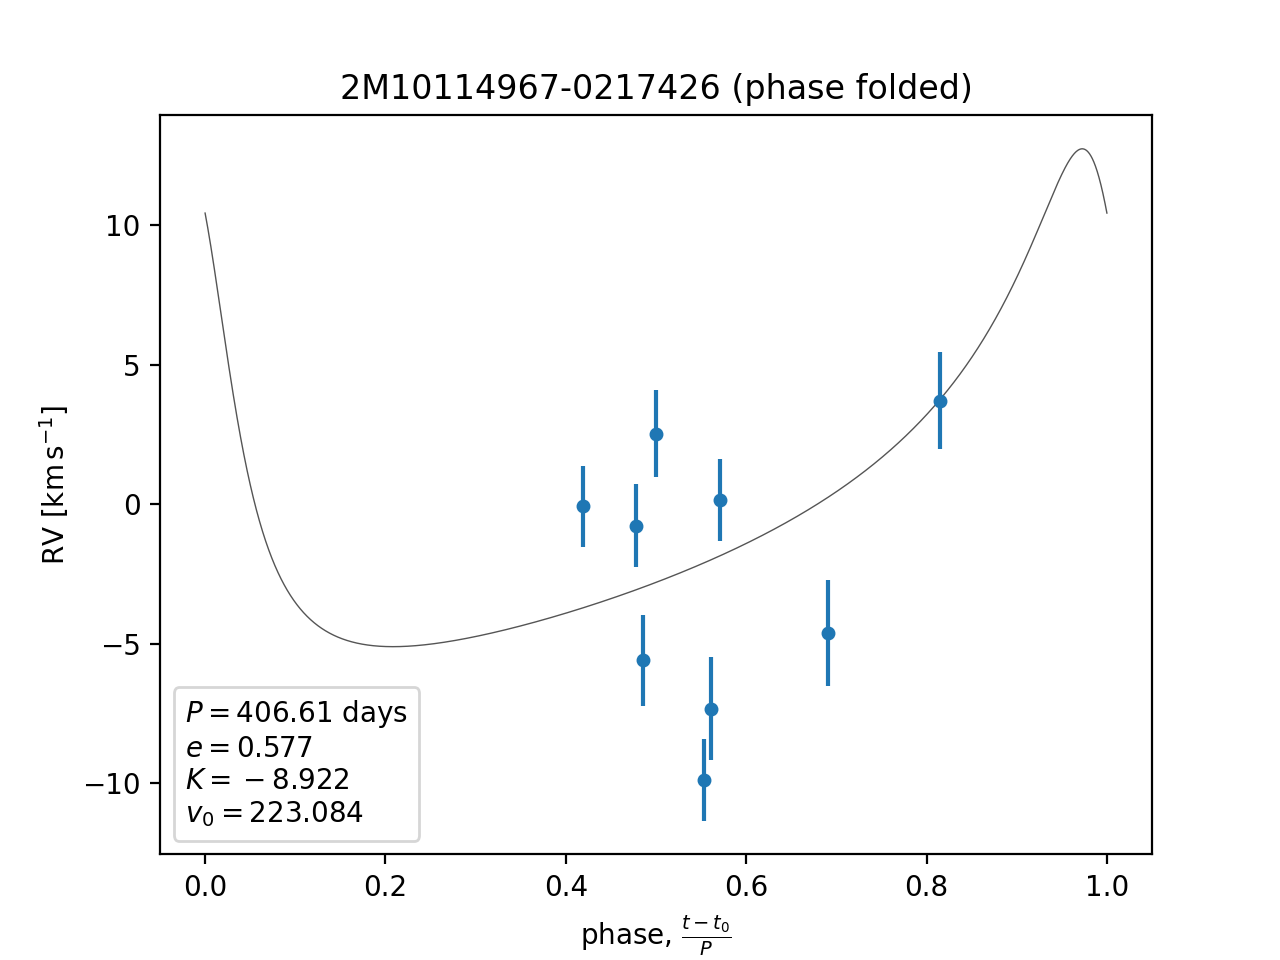 2M10114967-0217426 (phase folded)
RV [km s⁻¹]
10
5
0
−5
−10
P = 406.61 days
e = 0.577
K = −8.922
v₀ = 223.084
0.0 0.2 0.4 0.6 0.8 1.0
phase, (t − t₀)/P